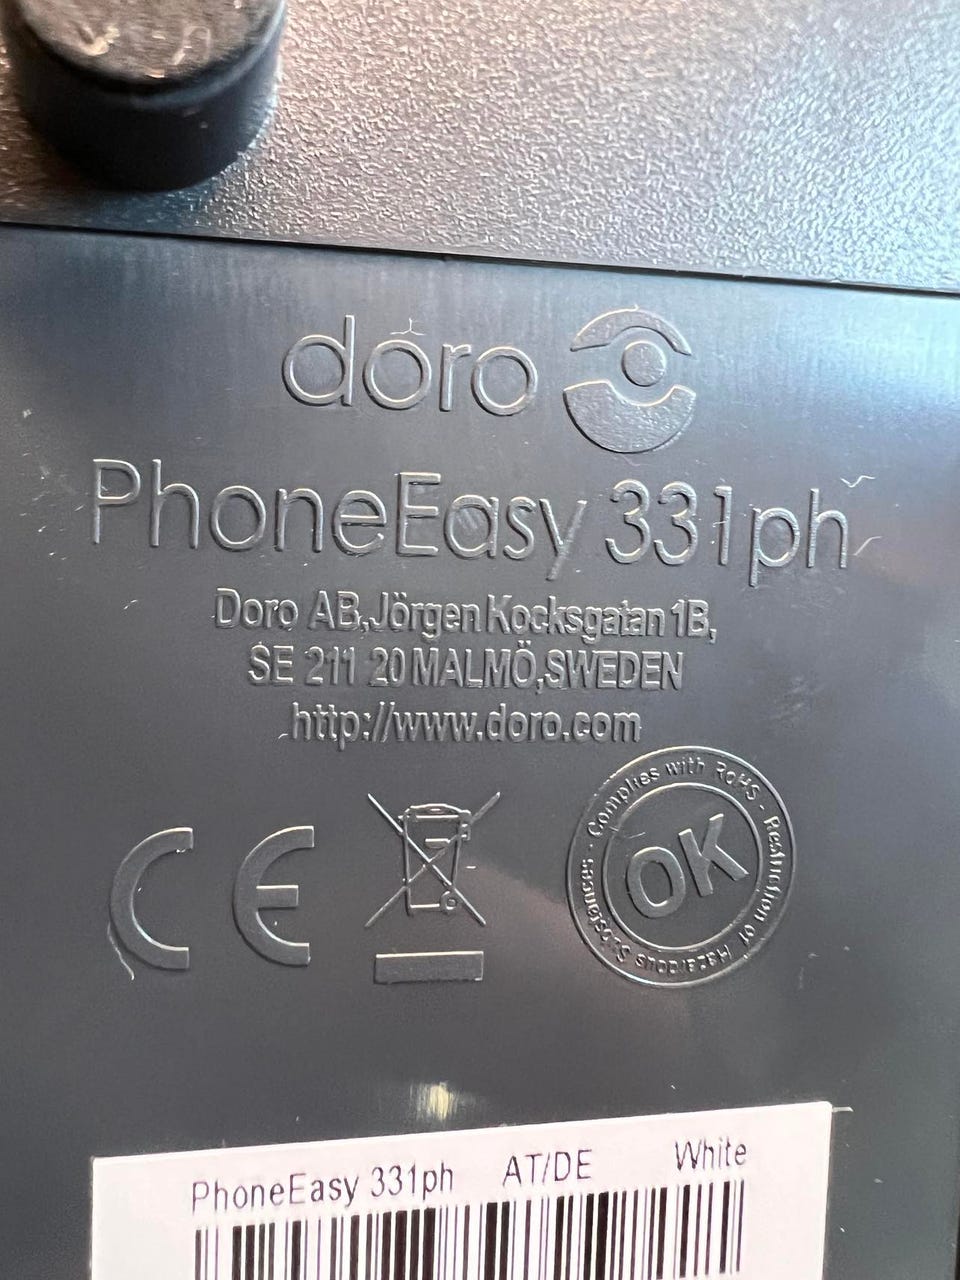 doro
PhoneEasy 331ph
Doro AB,Jörgen Kocksgatan 1B,
SE 211 20 MALMÖ,SWEDEN
http://www.doro.com
CE
OK
Complies with RoHS - Restriction of Hazardous Substances -
PhoneEasy 331ph AT/DE White